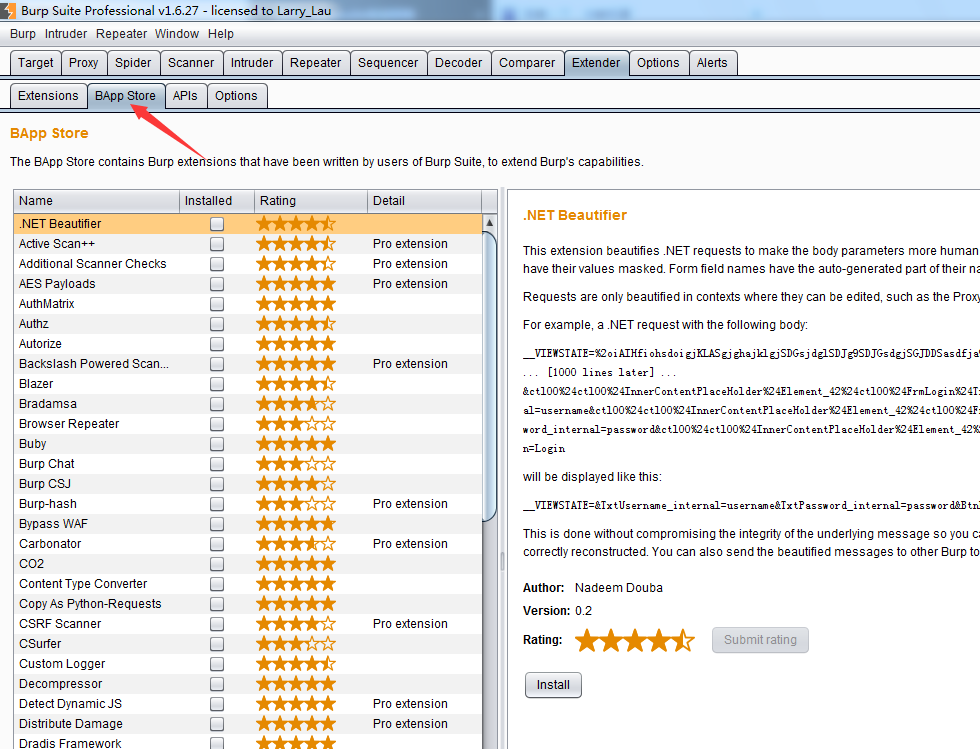 Burp Suite Professional v1.6.27 - licensed to Larry_Lau
Burp Intruder Repeater Window Help
Target Proxy Spider Scanner Intruder Repeater Sequencer Decoder Comparer Extender Options Alerts
Extensions BApp Store APIs Options
BApp Store
The BApp Store contains Burp extensions that have been written by users of Burp Suite, to extend Burp's capabilities.
Name Installed Rating Detail
.NET Beautifier
Active Scan++ Pro extension
Additional Scanner Checks Pro extension
AES Payloads Pro extension
AuthMatrix
Authz
Autorize
Backslash Powered Scan... Pro extension
Blazer
Bradamsa
Browser Repeater
Buby
Burp Chat
Burp CSJ
Burp-hash Pro extension
Bypass WAF
Carbonator Pro extension
CO2
Content Type Converter
Copy As Python-Requests
CSRF Scanner Pro extension
CSurfer
Custom Logger
Decompressor
Detect Dynamic JS Pro extension
Distribute Damage Pro extension
Dradis Framework
.NET Beautifier
This extension beautifies .NET requests to make the body parameters more human
have their values masked. Form field names have the auto-generated part of their na
Requests are only beautified in contexts where they can be edited, such as the Proxy
For example, a .NET request with the following body:
... [1000 lines later] ...
&ctl00%24ctl00%24InnerContentPlaceHolder%24Element_42%24ctl00%24FrmLogin%24
al=username&ctl00%24ctl00%24InnerContentPlaceHolder%24Element_42%24ctl00%24F
word_internal=password&ctl00%24ctl00%24InnerContentPlaceHolder%24Element_42%
n=Login
will be displayed like this:
__VIEWSTATE=&TxtUsername_internal=username&TxtPassword_internal=password&Btn
This is done without compromising the integrity of the underlying message so you ca
correctly reconstructed. You can also send the beautified messages to other Burp to
Author: Nadeem Douba
Version: 0.2
Rating: Submit rating
Install